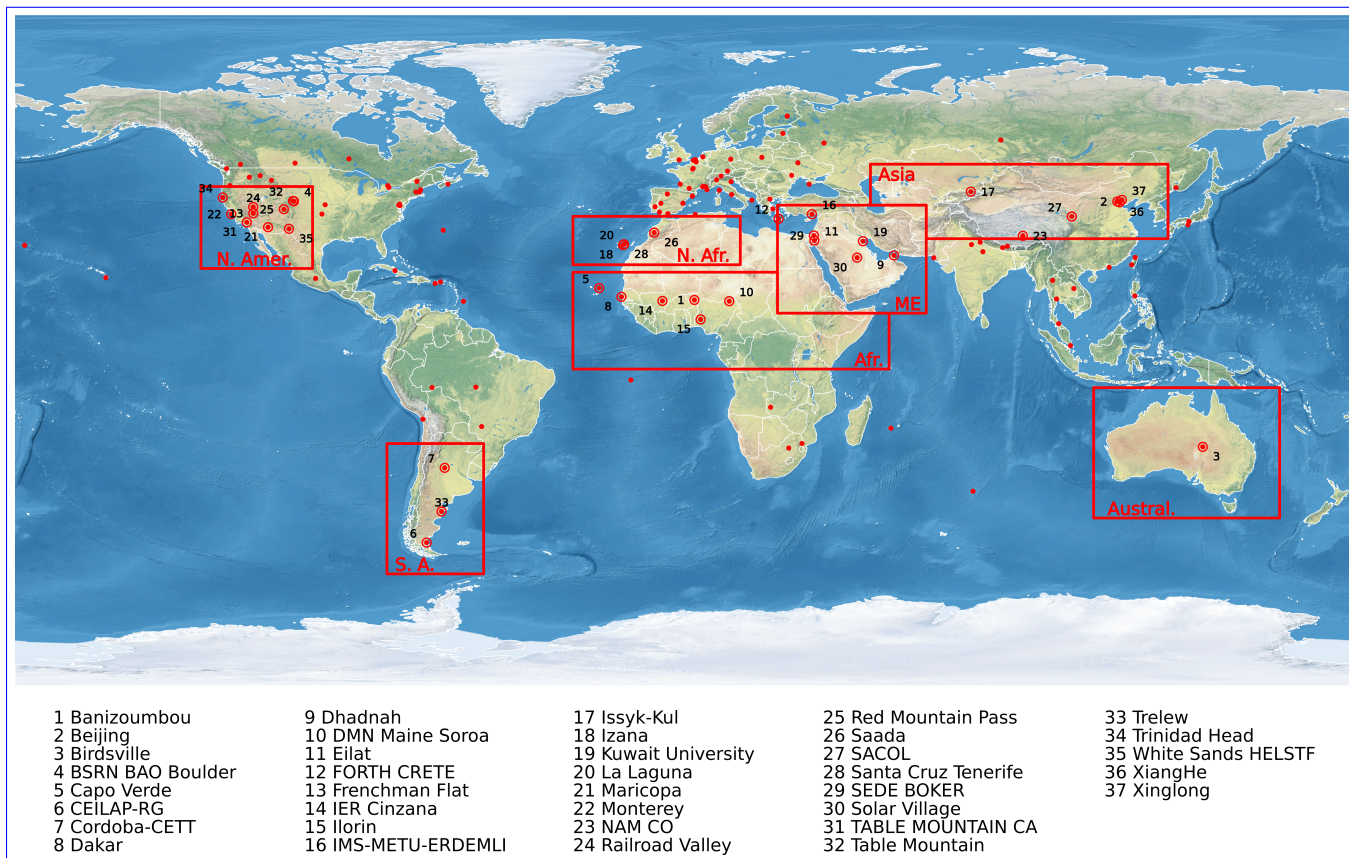 34
32
4
24
22
13
25
31
21
35
N. Amer.
Asia
17
37
2
36
27
23
12
16
20
18
26
28
N. Afr.
29
11
19
30
9
ME
5
8
14
1
10
15
Afr.
7
33
6
S. A.
3
Austral.
1 Banizoumbou
2 Beijing
3 Birdsville
4 BSRN BAO Boulder
5 Capo Verde
6 CEILAP-RG
7 Cordoba-CETT
8 Dakar
9 Dhadnah
10 DMN Maine Soroa
11 Eilat
12 FORTH CRETE
13 Frenchman Flat
14 IER Cinzana
15 Ilorin
16 IMS-METU-ERDEMLI
17 Issyk-Kul
18 Izana
19 Kuwait University
20 La Laguna
21 Maricopa
22 Monterey
23 NAM CO
24 Railroad Valley
25 Red Mountain Pass
26 Saada
27 SACOL
28 Santa Cruz Tenerife
29 SEDE BOKER
30 Solar Village
31 TABLE MOUNTAIN CA
32 Table Mountain
33 Trelew
34 Trinidad Head
35 White Sands HELSTF
36 XiangHe
37 Xinglong